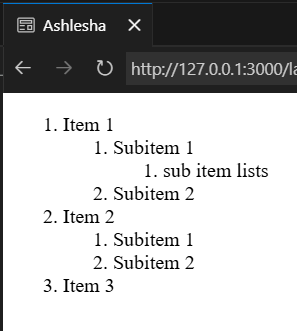 Ashlesha
http://127.0.0.1:3000/la
1. Item 1
1. Subitem 1
1. sub item lists
2. Subitem 2
2. Item 2
1. Subitem 1
2. Subitem 2
3. Item 3